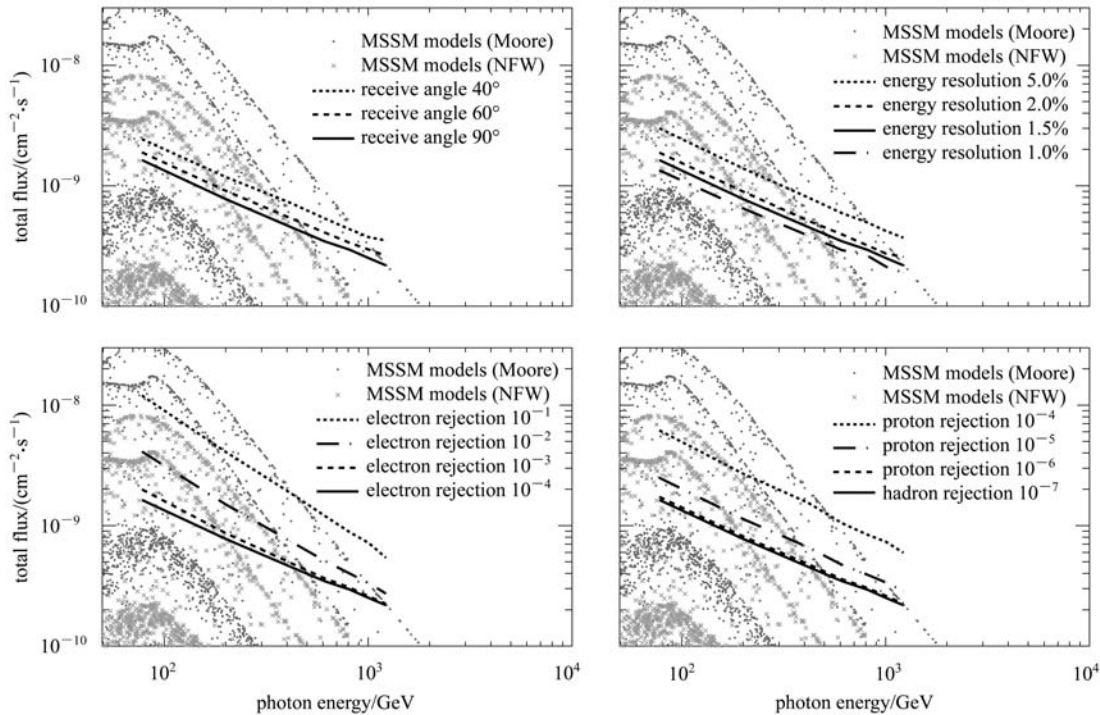 MSSM models (Moore)
MSSM models (NFW)
receive angle 40°
receive angle 60°
receive angle 90°
10⁻⁸
10⁻⁹
10⁻¹⁰
total flux/(cm⁻²·s⁻¹)
MSSM models (Moore)
MSSM models (NFW)
energy resolution 5.0%
energy resolution 2.0%
energy resolution 1.5%
energy resolution 1.0%
MSSM models (Moore)
MSSM models (NFW)
electron rejection 10⁻¹
electron rejection 10⁻²
electron rejection 10⁻³
electron rejection 10⁻⁴
10⁻⁸
10⁻⁹
10⁻¹⁰
total flux/(cm⁻²·s⁻¹)
10² 10³ 10⁴
photon energy/GeV
MSSM models (Moore)
MSSM models (NFW)
proton rejection 10⁻⁴
proton rejection 10⁻⁵
proton rejection 10⁻⁶
hadron rejection 10⁻⁷
10² 10³ 10⁴
photon energy/GeV